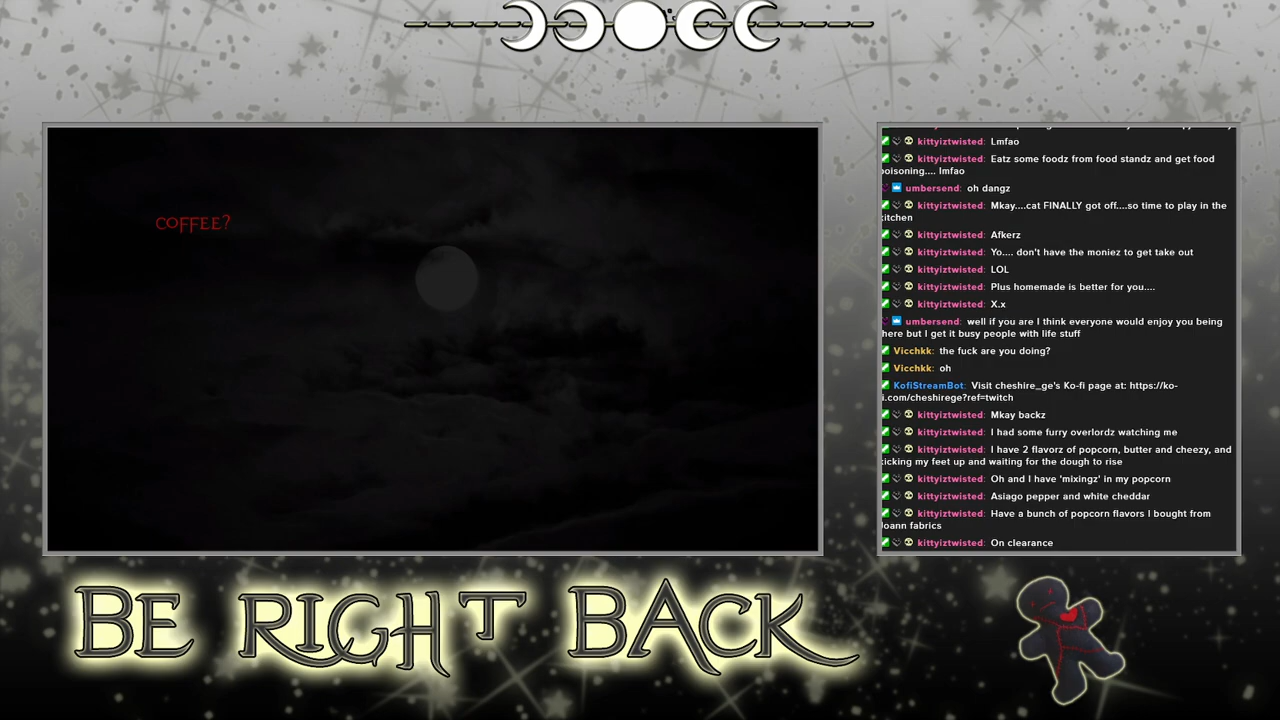 COFFEE?
kittyiztwisted: Lmfao
kittyiztwisted: Eatz some foodz from food standz and get food
poisoning.... lmfao
umbersend: oh dangz
kittyiztwisted: Mkay....cat FINALLY got off....so time to play in the
kitchen
kittyiztwisted: Afkerz
kittyiztwisted: Yo.... don't have the moniez to get take out
kittyiztwisted: LOL
kittyiztwisted: Plus homemade is better for you....
kittyiztwisted: X.x
umbersend: well if you are I think everyone would enjoy you being
here but I get it busy people with life stuff
Vicchkk: the fuck are you doing?
Vicchkk: oh
KofiStreamBot: Visit cheshire_ge's Ko-fi page at: https://ko-
fi.com/cheshirege?ref=twitch
kittyiztwisted: Mkay backz
kittyiztwisted: I had some furry overlordz watching me
kittyiztwisted: I have 2 flavorz of popcorn, butter and cheezy, and
kicking my feet up and waiting for the dough to rise
kittyiztwisted: Oh and I have 'mixingz' in my popcorn
kittyiztwisted: Asiago pepper and white cheddar
kittyiztwisted: Have a bunch of popcorn flavors I bought from
Joann fabrics
kittyiztwisted: On clearance
BE RIGHT BACK